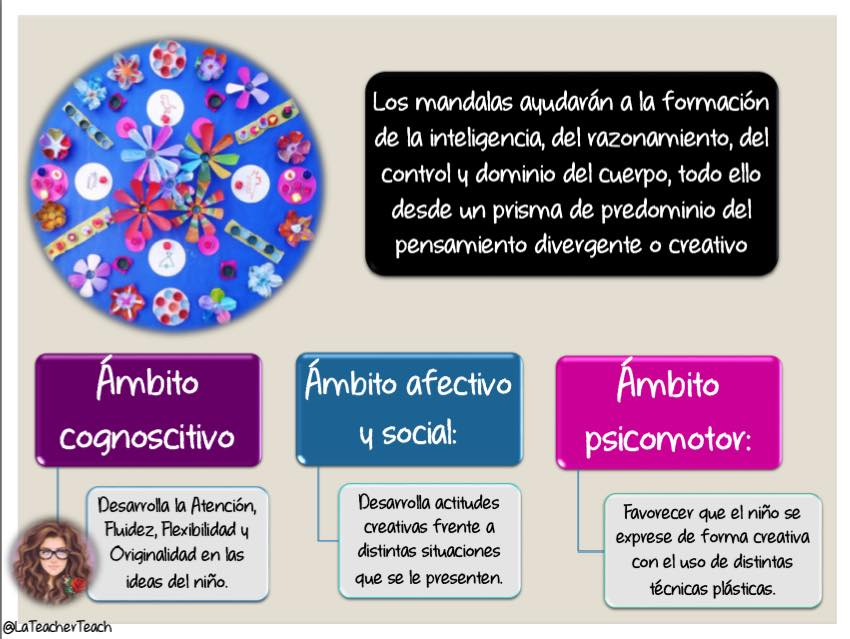 Los mandalas ayudarán a la formación
de la inteligencia, del razonamiento, del
control y dominio del cuerpo, todo ello
desde un prisma de predominio del
pensamiento divergente o creativo
Ámbito
cognoscitivo
Desarrolla la Atención,
Fluidez, Flexibilidad y
Originalidad en las
ideas del niño.
Ámbito afectivo
y social:
Desarrolla actitudes
creativas frente a
distintas situaciones
que se le presenten.
Ámbito
psicomotor:
Favorecer que el niño se
exprese de forma creativa
con el uso de distintas
técnicas plásticas.
@LaTeacherTeach